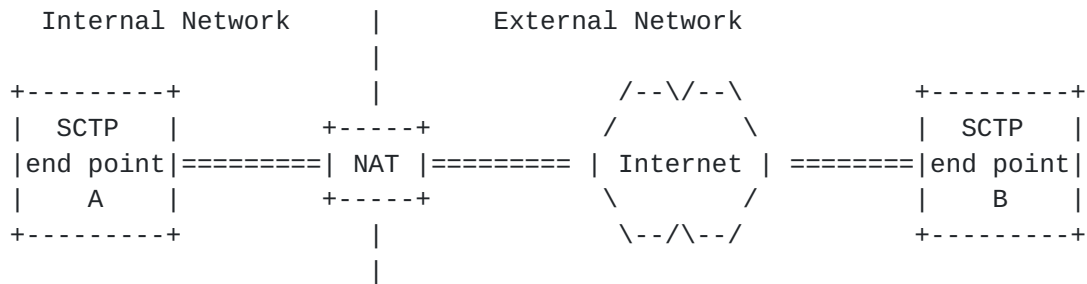 Internal Network | External Network
|
+---------+ | /--\/--\ +---------+
| SCTP | +-----+ / \ | SCTP |
|end point|=========| NAT |========= | Internet | ========|end point|
| A | +-----+ \ / | B |
+---------+ | \--/\--/ +---------+
|